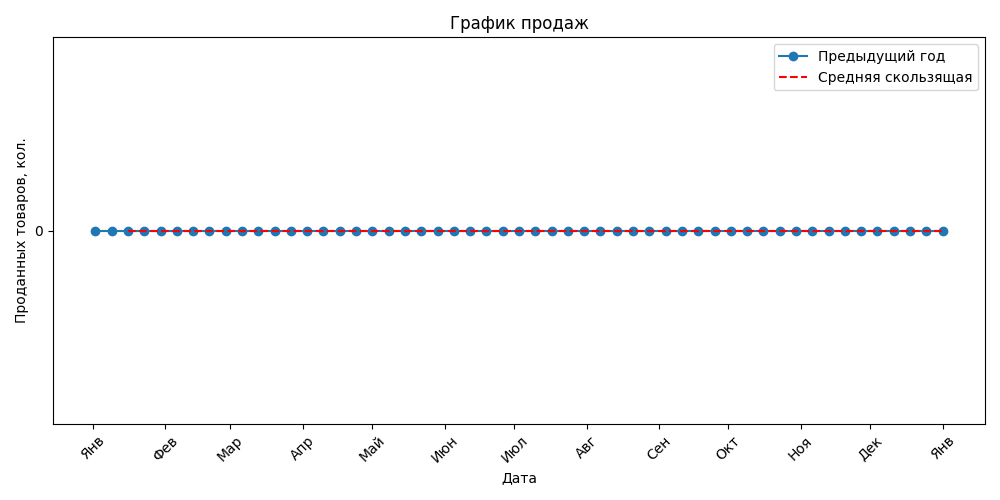 График продаж
Предыдущий год
Средняя скользящая
Проданных товаров, кол.
0
Янв
Фев
Мар
Апр
Май
Июн
Июл
Авг
Сен
Окт
Ноя
Дек
Янв
Дата